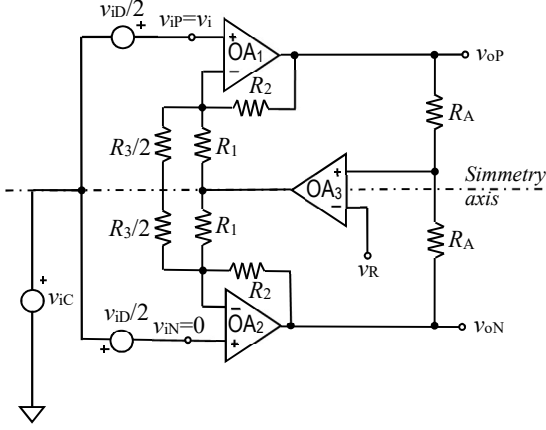 viD/2
+
viP=vi
+
OA1
−
voP
R2
RA
R3/2
R1
+
OA3
−
Simmetry
axis
R3/2
R1
RA
vR
R2
+
viC
viD/2
viN=0
−
OA2
+
voN
+